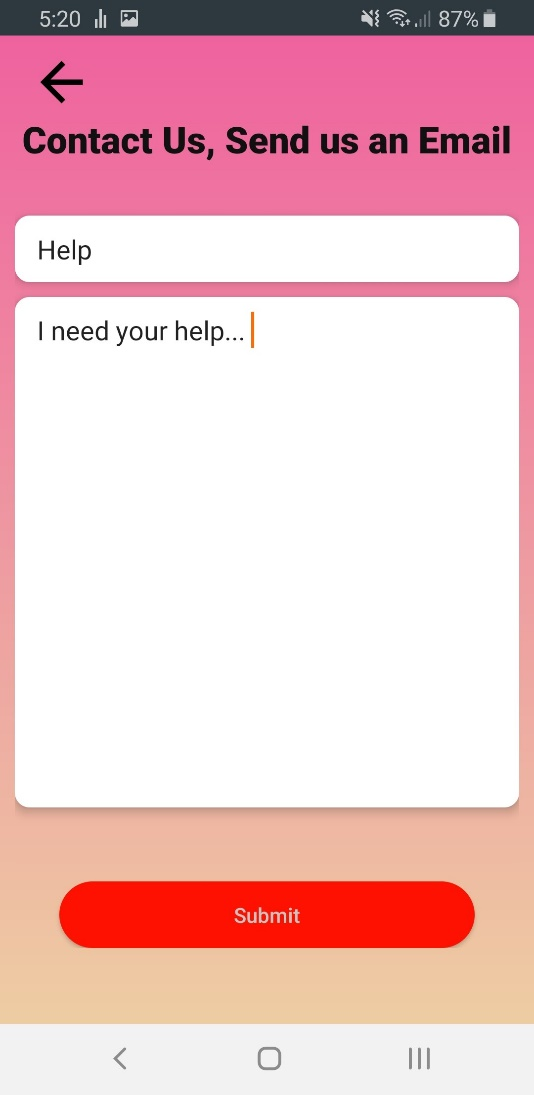 5:20 87%
Contact Us, Send us an Email
Help
I need your help...
Submit